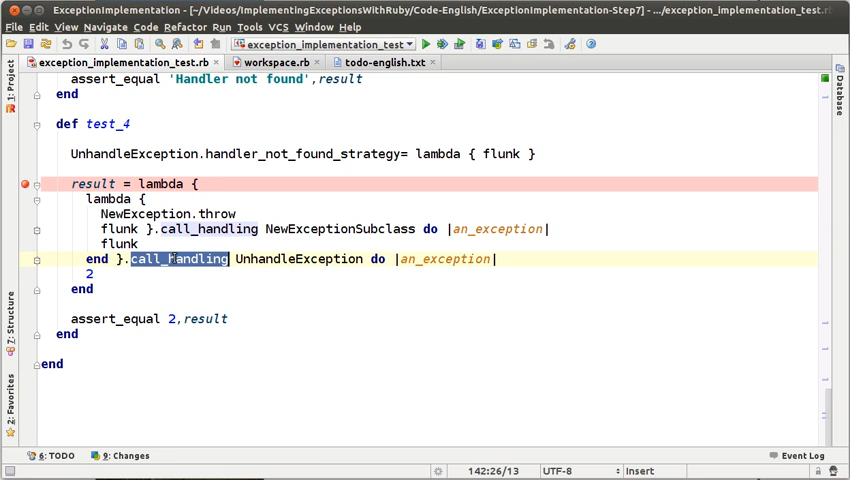 ExceptionImplementation - [~/Videos/ImplementingExceptionsWithRuby/Code-English/ExceptionImplementation-Step7] - .../exception_implementation_test.rb
File Edit View Navigate Code Refactor Run Tools VCS Window Help
exception_implementation_test
exception_implementation_test.rb workspace.rb todo-english.txt
1: Project
7: Structure
2: Favorites
Database
assert_equal 'Handler not found',result
end
def test_4
UnhandleException.handler_not_found_strategy= lambda { flunk }
result = lambda {
lambda {
NewException.throw
flunk }.call_handling NewExceptionSubclass do |an_exception|
flunk
end }.call_handling UnhandleException do |an_exception|
2
end
assert_equal 2,result
end
end
6: TODO 9: Changes Event Log
142:26/13 UTF-8 Insert